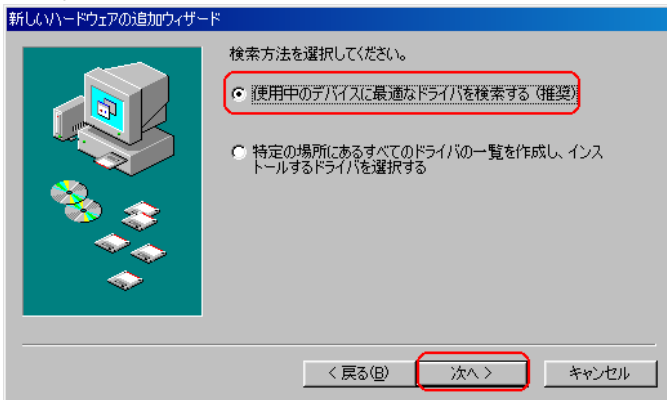 新しいハードウェアの追加ウィザード
検索方法を選択してください。
使用中のデバイスに最適なドライバを検索する (推奨)
特定の場所にあるすべてのドライバの一覧を作成し、インス
トールするドライバを選択する
< 戻る(B)
次へ >
キャンセル